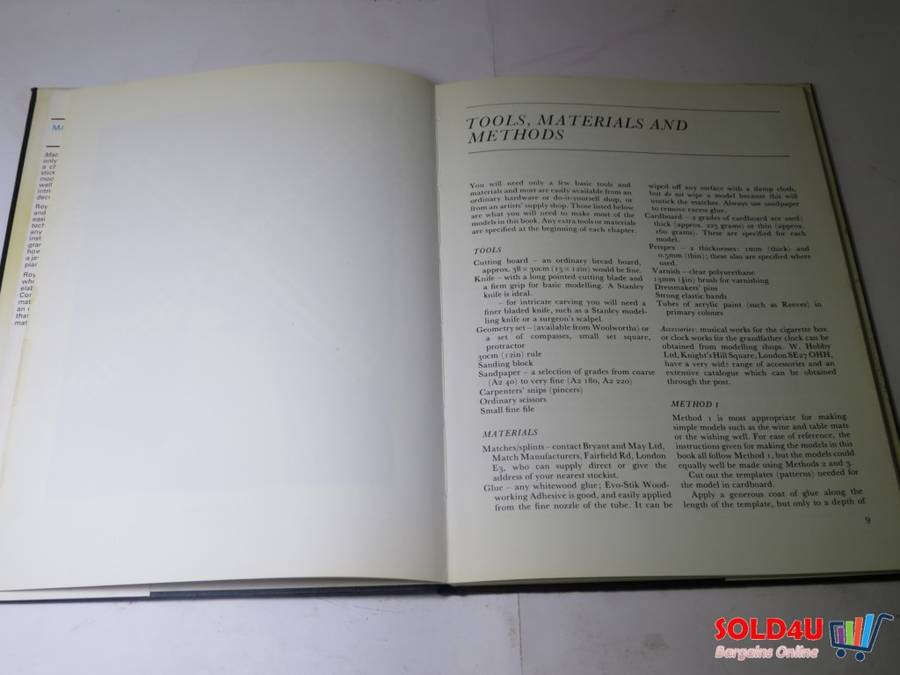 TOOLS, MATERIALS AND
METHODS
You will need only a few basic tools and
materials and most are easily available from an
ordinary hardware or do-it-yourself shop, or
from an artists' supply shop. Those listed below
are what you will need to make most of the
models in this book. Any extra tools or materials
are specified at the beginning of each chapter.
TOOLS
Cutting board – an ordinary bread board,
approx. 38 × 30cm (15 × 12in) would be fine.
Knife – with a long pointed cutting blade and
a firm grip for basic modelling. A Stanley
knife is ideal.
– for intricate carving you will need a
finer bladed knife, such as a Stanley model-
ling knife or a surgeon's scalpel.
Geometry set – (available from Woolworths) or
a set of compasses, small set square,
protractor
30cm (12in) rule
Sanding block
Sandpaper – a selection of grades from coarse
(A2 40) to very fine (A2 180, A2 220)
Carpenters' snips (pincers)
Ordinary scissors
Small fine file
MATERIALS
Matches/splints – contact Bryant and May Ltd,
Match Manufacturers, Fairfield Rd, London
E3, who can supply direct or give the
address of your nearest stockist.
Glue – any whitewood glue; Evo-Stik Wood-
working Adhesive is good, and easily applied
from the fine nozzle of the tube. It can be
wiped off any surface with a damp cloth,
but do not wipe a model because this will
unstick the matches. Always use sandpaper
to remove excess glue.
Cardboard – 2 grades of cardboard are used:
thick (approx. 225 grams) or thin (approx.
160 grams). These are specified for each
model.
Perspex – 2 thicknesses: 1mm (thick) and
0.5mm (thin); these also are specified where
used.
Varnish – clear polyurethane
13mm (½in) brush for varnishing
Dressmakers' pins
Strong elastic bands
Tubes of acrylic paint (such as Reeves) in
primary colours
Accessories: musical works for the cigarette box
or clock works for the grandfather clock can be
obtained from modelling shops. W. Hobby
Ltd, Knight's Hill Square, London SE27 OHH,
have a very wide range of accessories and an
extensive catalogue which can be obtained
through the post.
METHOD 1
Method 1 is most appropriate for making
simple models such as the wine and table mats
or the wishing well. For ease of reference, the
instructions given for making the models in this
book all follow Method 1, but the models could
equally well be made using Methods 2 and 3.
Cut out the templates (patterns) needed for
the model in cardboard.
Apply a generous coat of glue along the
length of the template, but only to a depth of
9
SOLD4U
Bargains Online